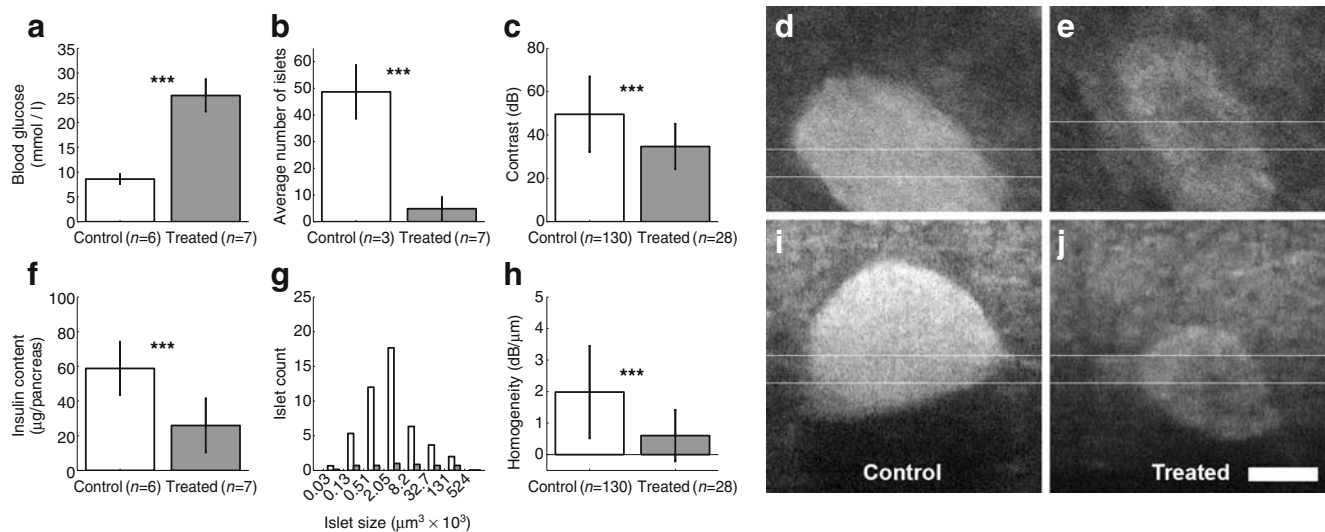 a
Blood glucose
(mmol / l)
35
30
25
20
15
10
5
0
***
Control (n=6) Treated (n=7)
b
Average number of islets
60
50
40
30
20
10
0
***
Control (n=3) Treated (n=7)
c
Contrast (dB)
80
60
40
20
0
***
Control (n=130) Treated (n=28)
d
e
f
Insulin content
(µg/pancreas)
100
80
60
40
20
0
***
Control (n=6) Treated (n=7)
g
Islet count
25
20
15
10
5
0
0.03 0.13 0.51 2.05 8.2 32.7 131 524
Islet size (µm³ × 10³)
h
Homogeneity (dB/µm)
5
4
3
2
1
0
***
Control (n=130) Treated (n=28)
i
Control
j
Treated